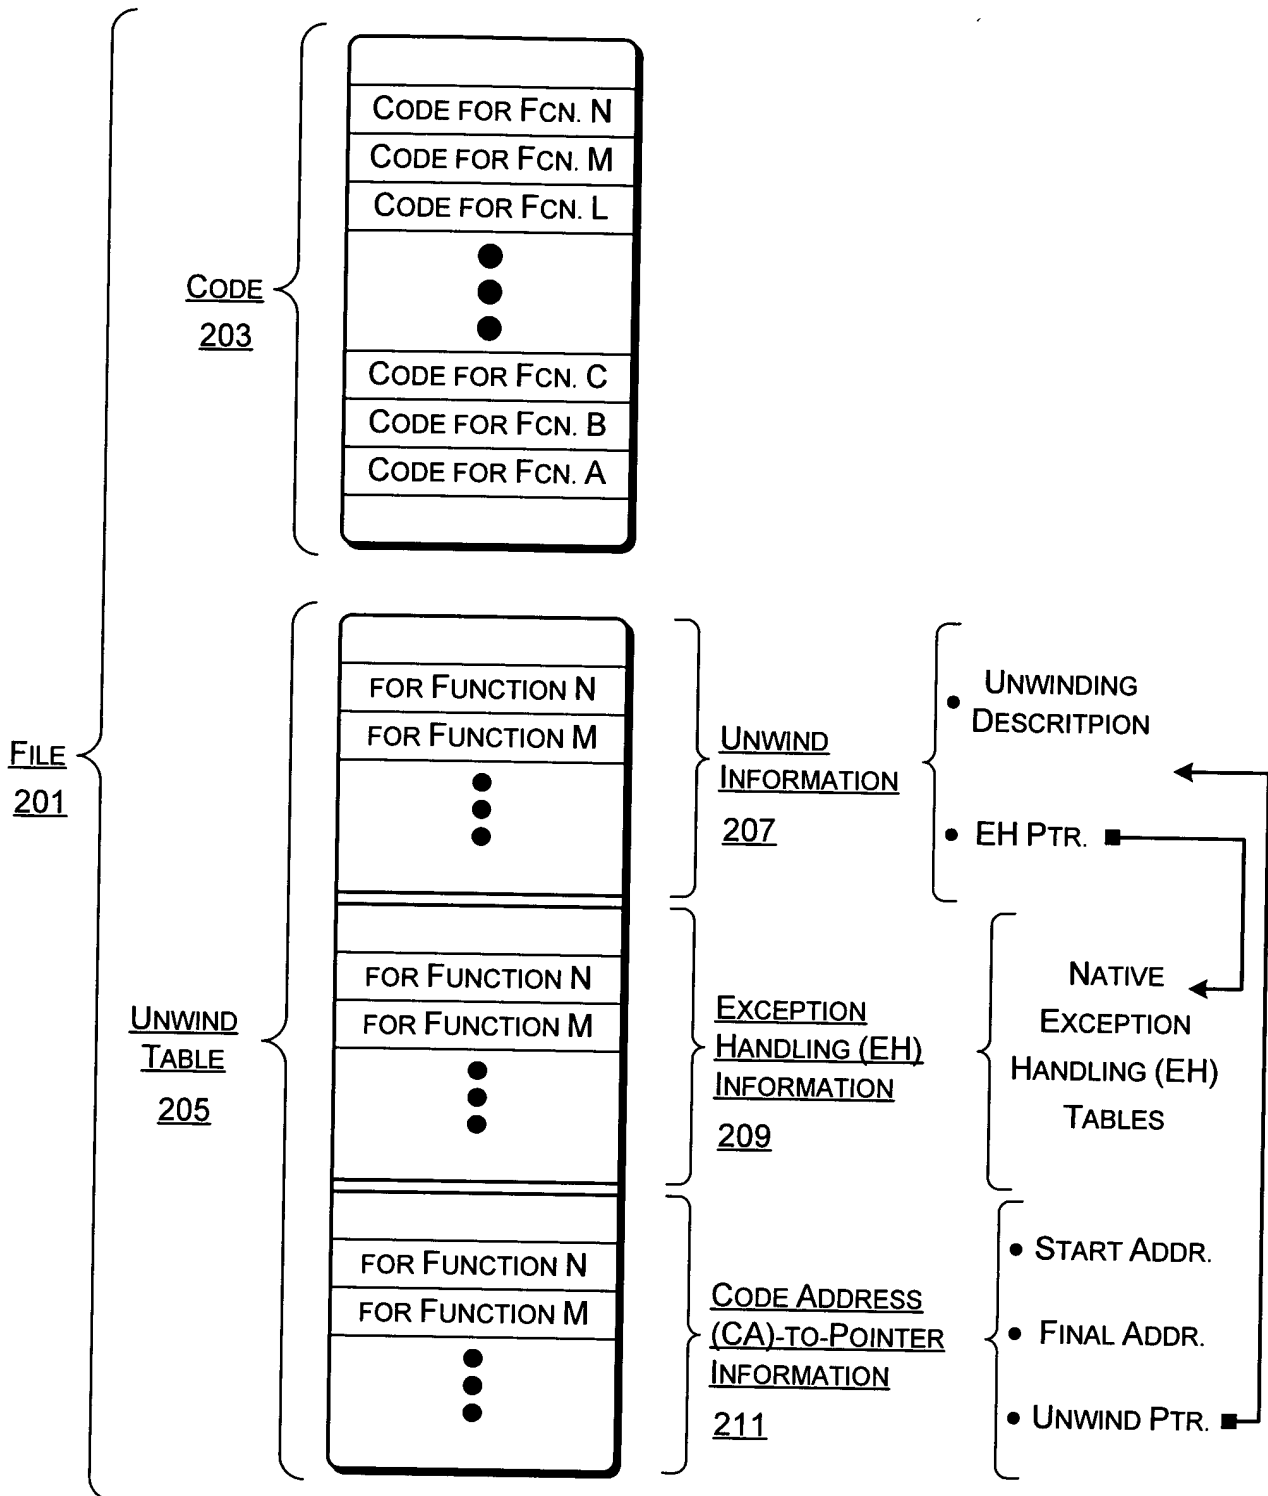 CODE FOR FCN. N
CODE FOR FCN. M
CODE FOR FCN. L
CODE
203
CODE FOR FCN. C
CODE FOR FCN. B
CODE FOR FCN. A
FILE
201
UNWIND
TABLE
205
FOR FUNCTION N
FOR FUNCTION M
UNWIND
INFORMATION
207
• UNWINDING
DESCRITPION
• EH PTR.
FOR FUNCTION N
FOR FUNCTION M
EXCEPTION
HANDLING (EH)
INFORMATION
209
NATIVE
EXCEPTION
HANDLING (EH)
TABLES
FOR FUNCTION N
FOR FUNCTION M
CODE ADDRESS
(CA)-TO-POINTER
INFORMATION
211
• START ADDR.
• FINAL ADDR.
• UNWIND PTR.